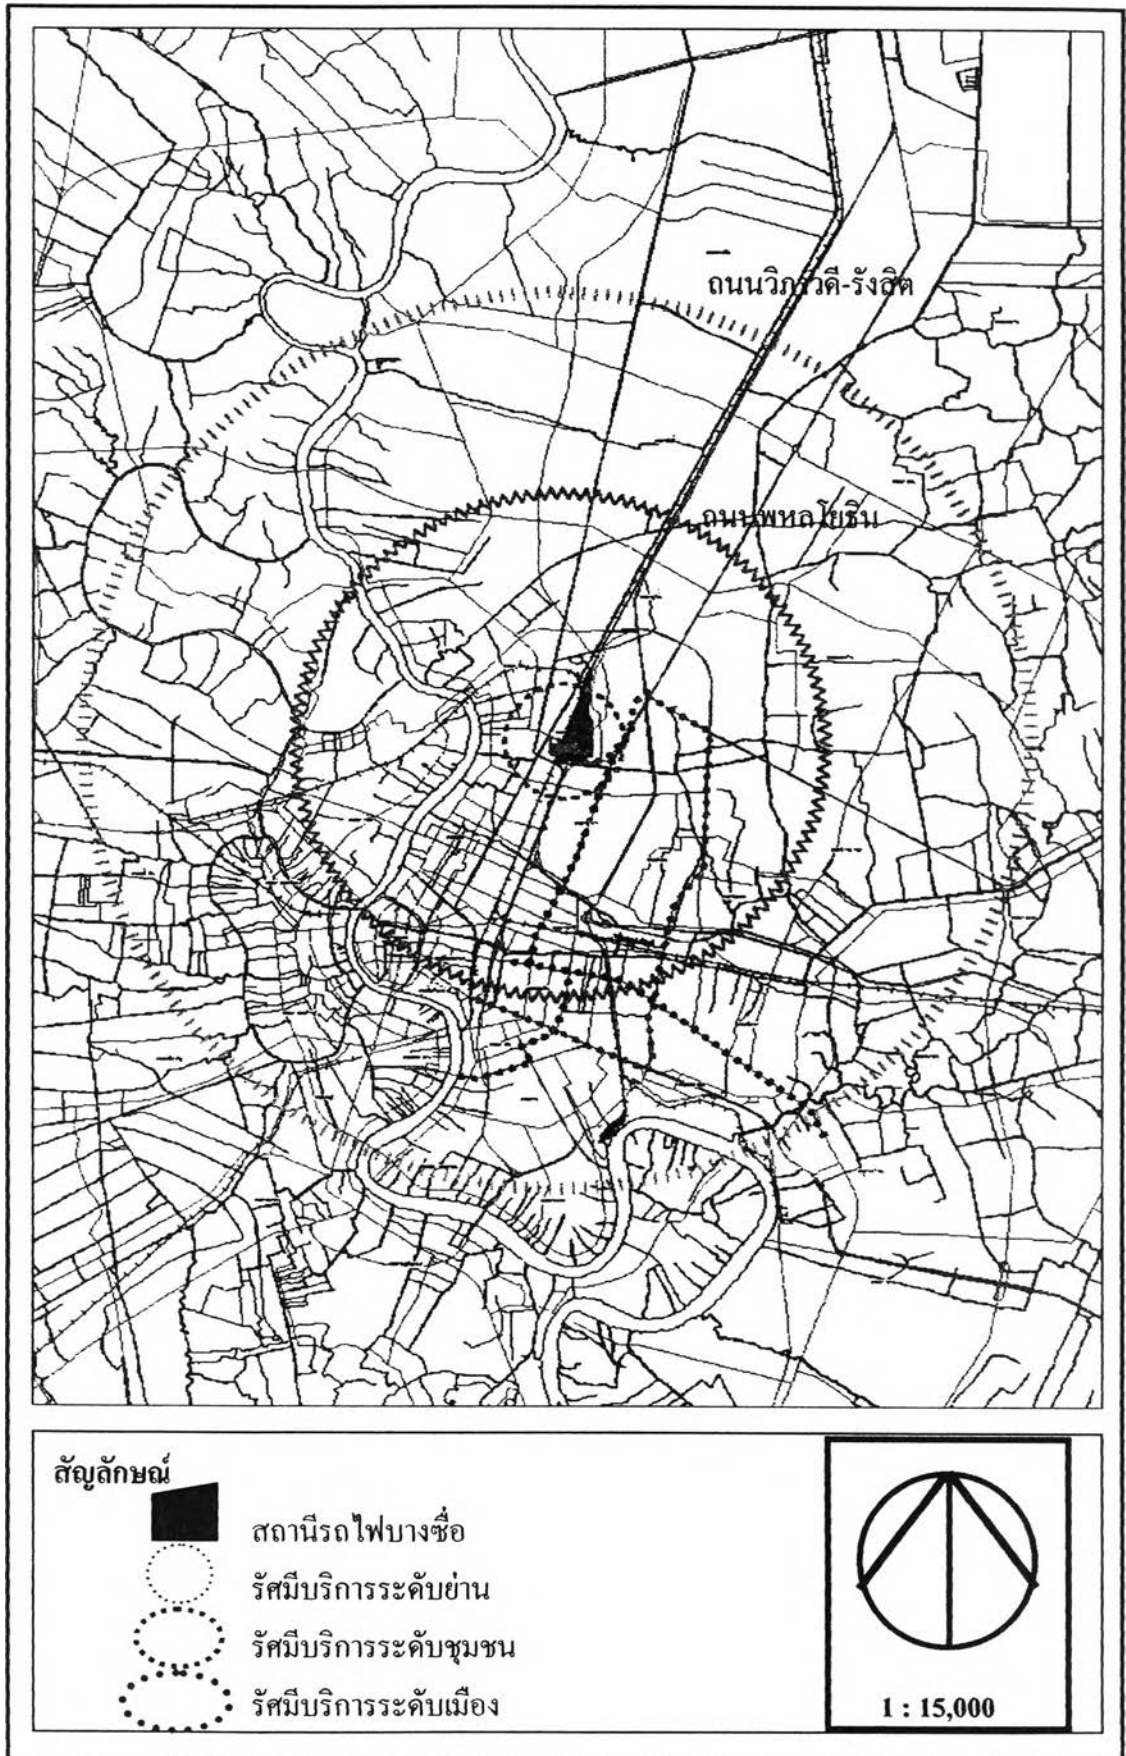 ถนนวิภาวดี-รังสิต
ถนนพหลโยธิน
สัญลักษณ์
สถานีรถไฟบางซื่อ
รัศมีบริการระดับย่าน
รัศมีบริการระดับชุมชน
รัศมีบริการระดับเมือง
1 : 15,000